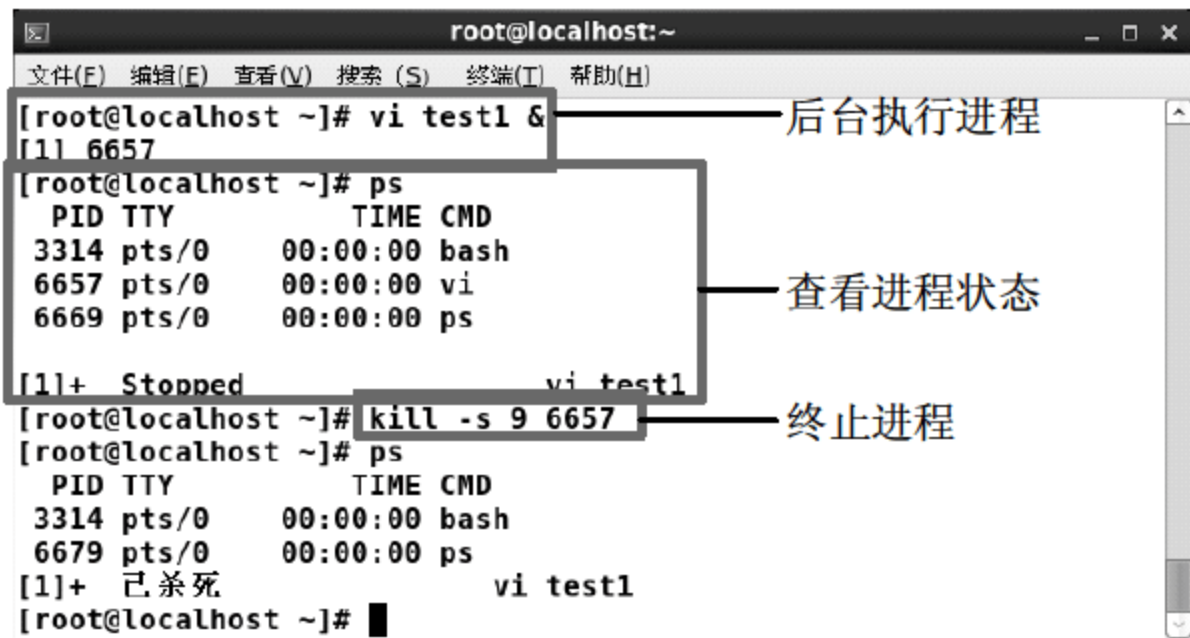 root@localhost:~
文件(F) 编辑(E) 查看(V) 搜索 (S) 终端(T) 帮助(H)
[root@localhost ~]# vi test1 &
后台执行进程
[1] 6657
[root@localhost ~]# ps
PID TTY TIME CMD
3314 pts/0 00:00:00 bash
6657 pts/0 00:00:00 vi
查看进程状态
6669 pts/0 00:00:00 ps
[1]+ Stopped vi test1
[root@localhost ~]# kill -s 9 6657
终止进程
[root@localhost ~]# ps
PID TTY TIME CMD
3314 pts/0 00:00:00 bash
6679 pts/0 00:00:00 ps
[1]+ 已杀死 vi test1
[root@localhost ~]#